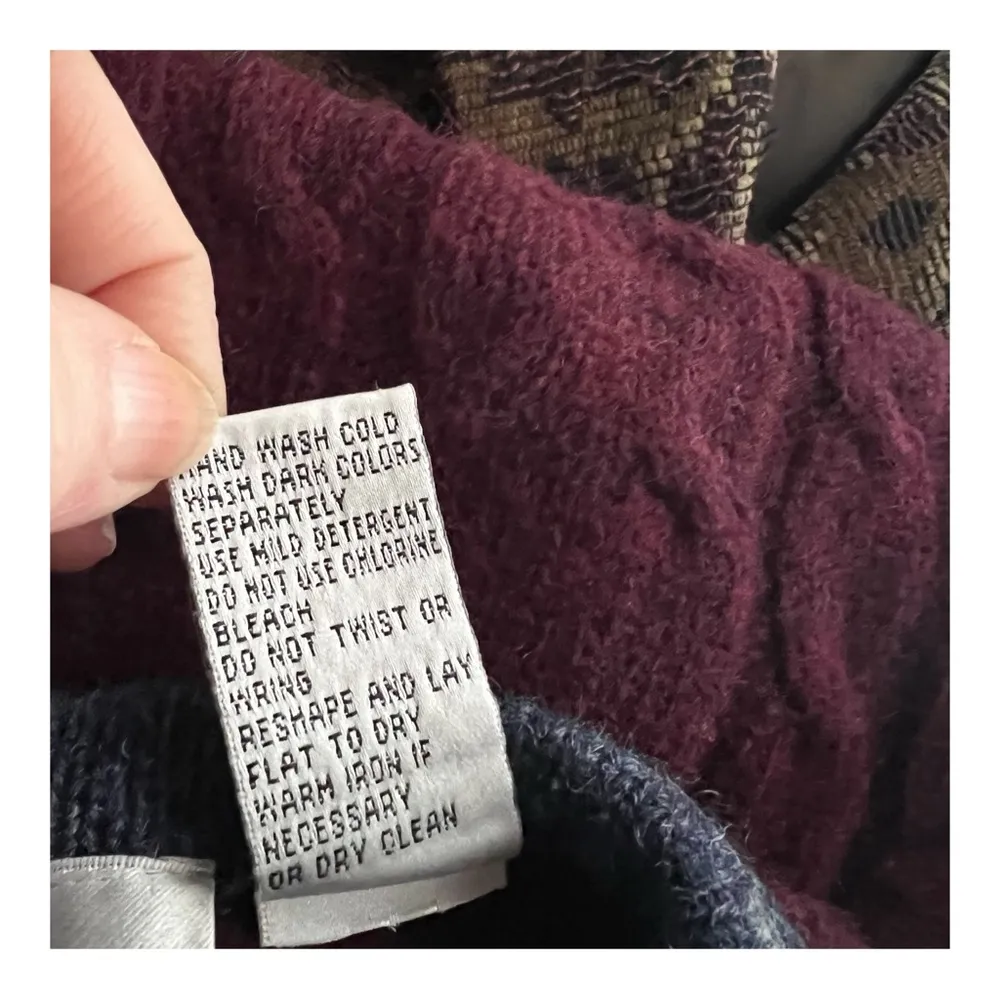 HAND WASH COLD
WASH DARK COLORS
SEPARATELY
USE MILD DETERGENT
DO NOT USE CHLORINE
BLEACH
DO NOT TWIST OR
WRING
RESHAPE AND LAY
FLAT TO DRY
WARM IRON IF
NECESSARY
OR DRY CLEAN